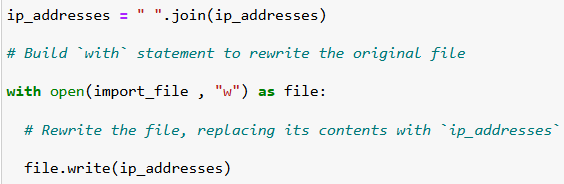 ip_addresses = " ".join(ip_addresses)
# Build `with` statement to rewrite the original file
with open(import_file , "w") as file:
# Rewrite the file, replacing its contents with `ip_addresses`
file.write(ip_addresses)